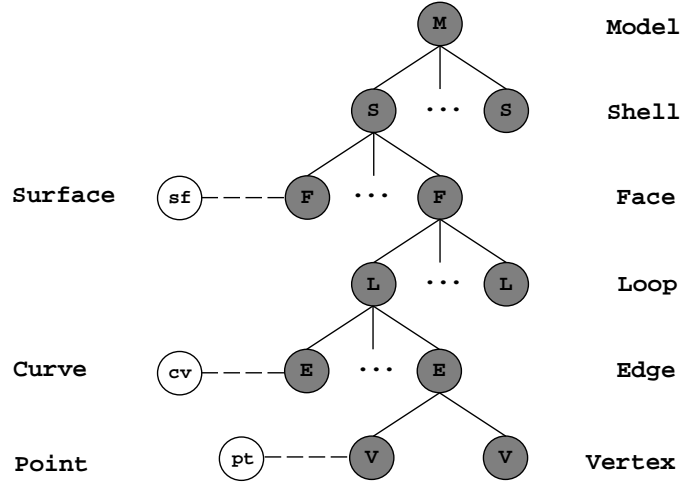 M Model
S ... S Shell
Surface sf F ... F Face
L ... L Loop
Curve cv E ... E Edge
Point pt V V Vertex